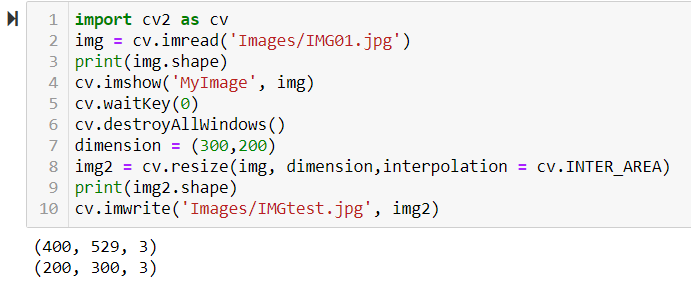 1 import cv2 as cv
2 img = cv.imread('Images/IMG01.jpg')
3 print(img.shape)
4 cv.imshow('MyImage', img)
5 cv.waitKey(0)
6 cv.destroyAllWindows()
7 dimension = (300,200)
8 img2 = cv.resize(img, dimension,interpolation = cv.INTER_AREA)
9 print(img2.shape)
10 cv.imwrite('Images/IMGtest.jpg', img2)
(400, 529, 3)
(200, 300, 3)